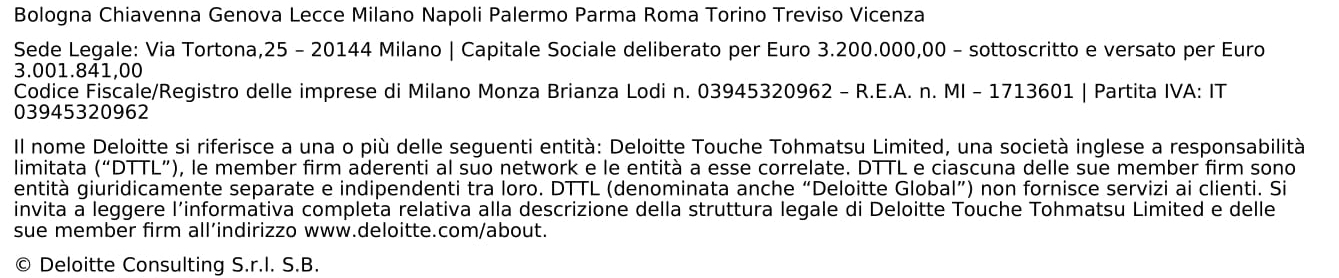 Bologna Chiavenna Genova Lecce Milano Napoli Palermo Parma Roma Torino Treviso Vicenza
Sede Legale: Via Tortona,25 – 20144 Milano | Capitale Sociale deliberato per Euro 3.200.000,00 – sottoscritto e versato per Euro
3.001.841,00
Codice Fiscale/Registro delle imprese di Milano Monza Brianza Lodi n. 03945320962 – R.E.A. n. MI – 1713601 | Partita IVA: IT
03945320962
Il nome Deloitte si riferisce a una o più delle seguenti entità: Deloitte Touche Tohmatsu Limited, una società inglese a responsabilità
limitata (“DTTL”), le member firm aderenti al suo network e le entità a esse correlate. DTTL e ciascuna delle sue member firm sono
entità giuridicamente separate e indipendenti tra loro. DTTL (denominata anche “Deloitte Global”) non fornisce servizi ai clienti. Si
invita a leggere l’informativa completa relativa alla descrizione della struttura legale di Deloitte Touche Tohmatsu Limited e delle
sue member firm all’indirizzo www.deloitte.com/about.
© Deloitte Consulting S.r.l. S.B.